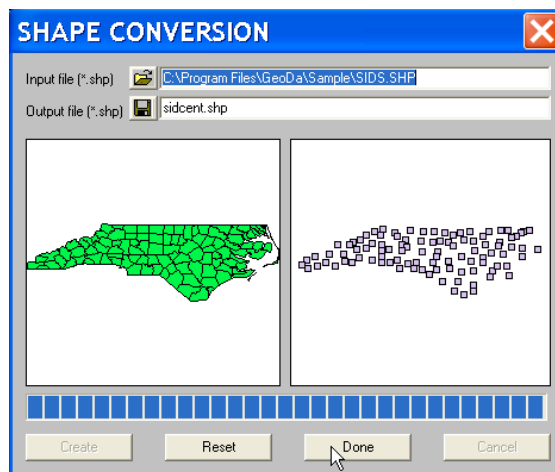 SHAPE CONVERSION
Input file (*.shp) C:\Program Files\GeoDa\Sample\SIDS.SHP
Output file (*.shp) sidcent.shp
Create Reset Done Cancel